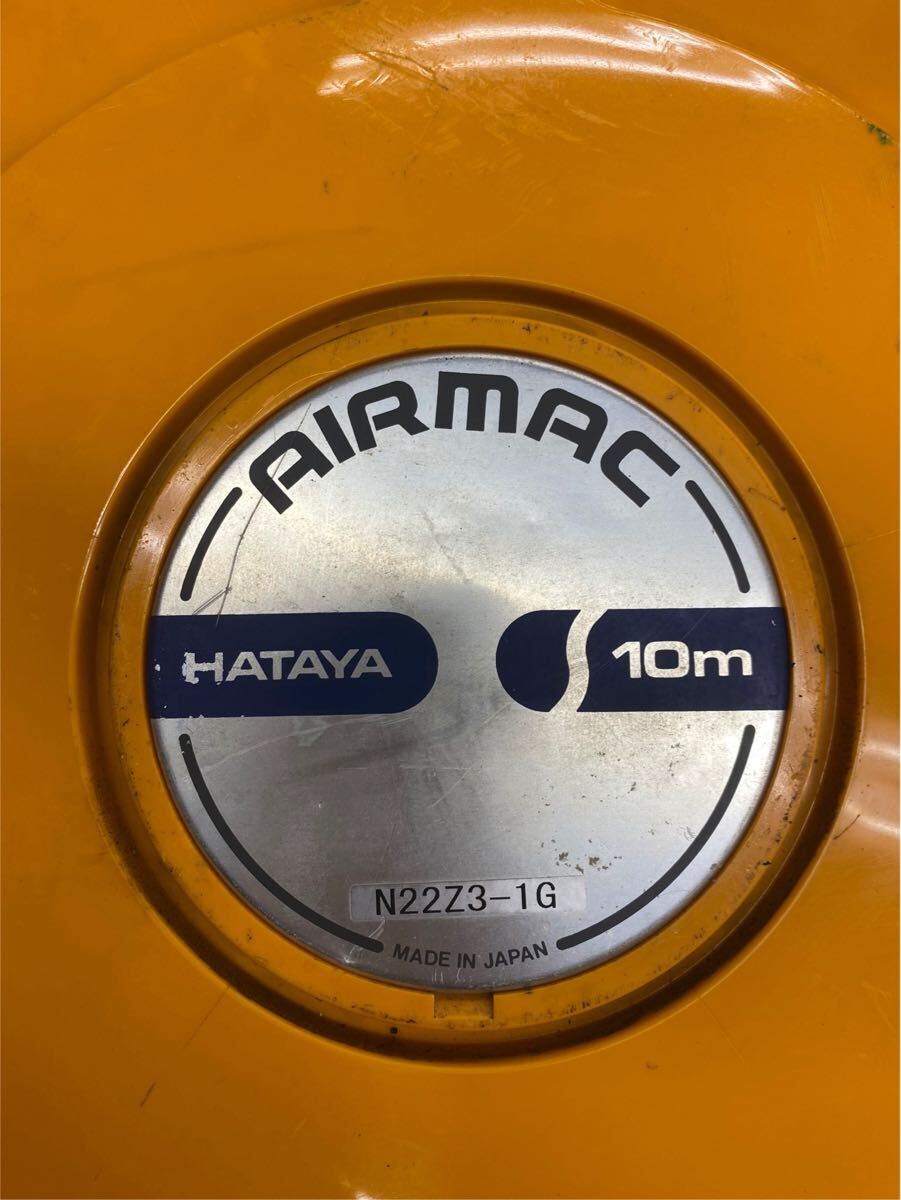 AIRMAC
HATAYA
10m
N22Z3-1G
MADE IN JAPAN